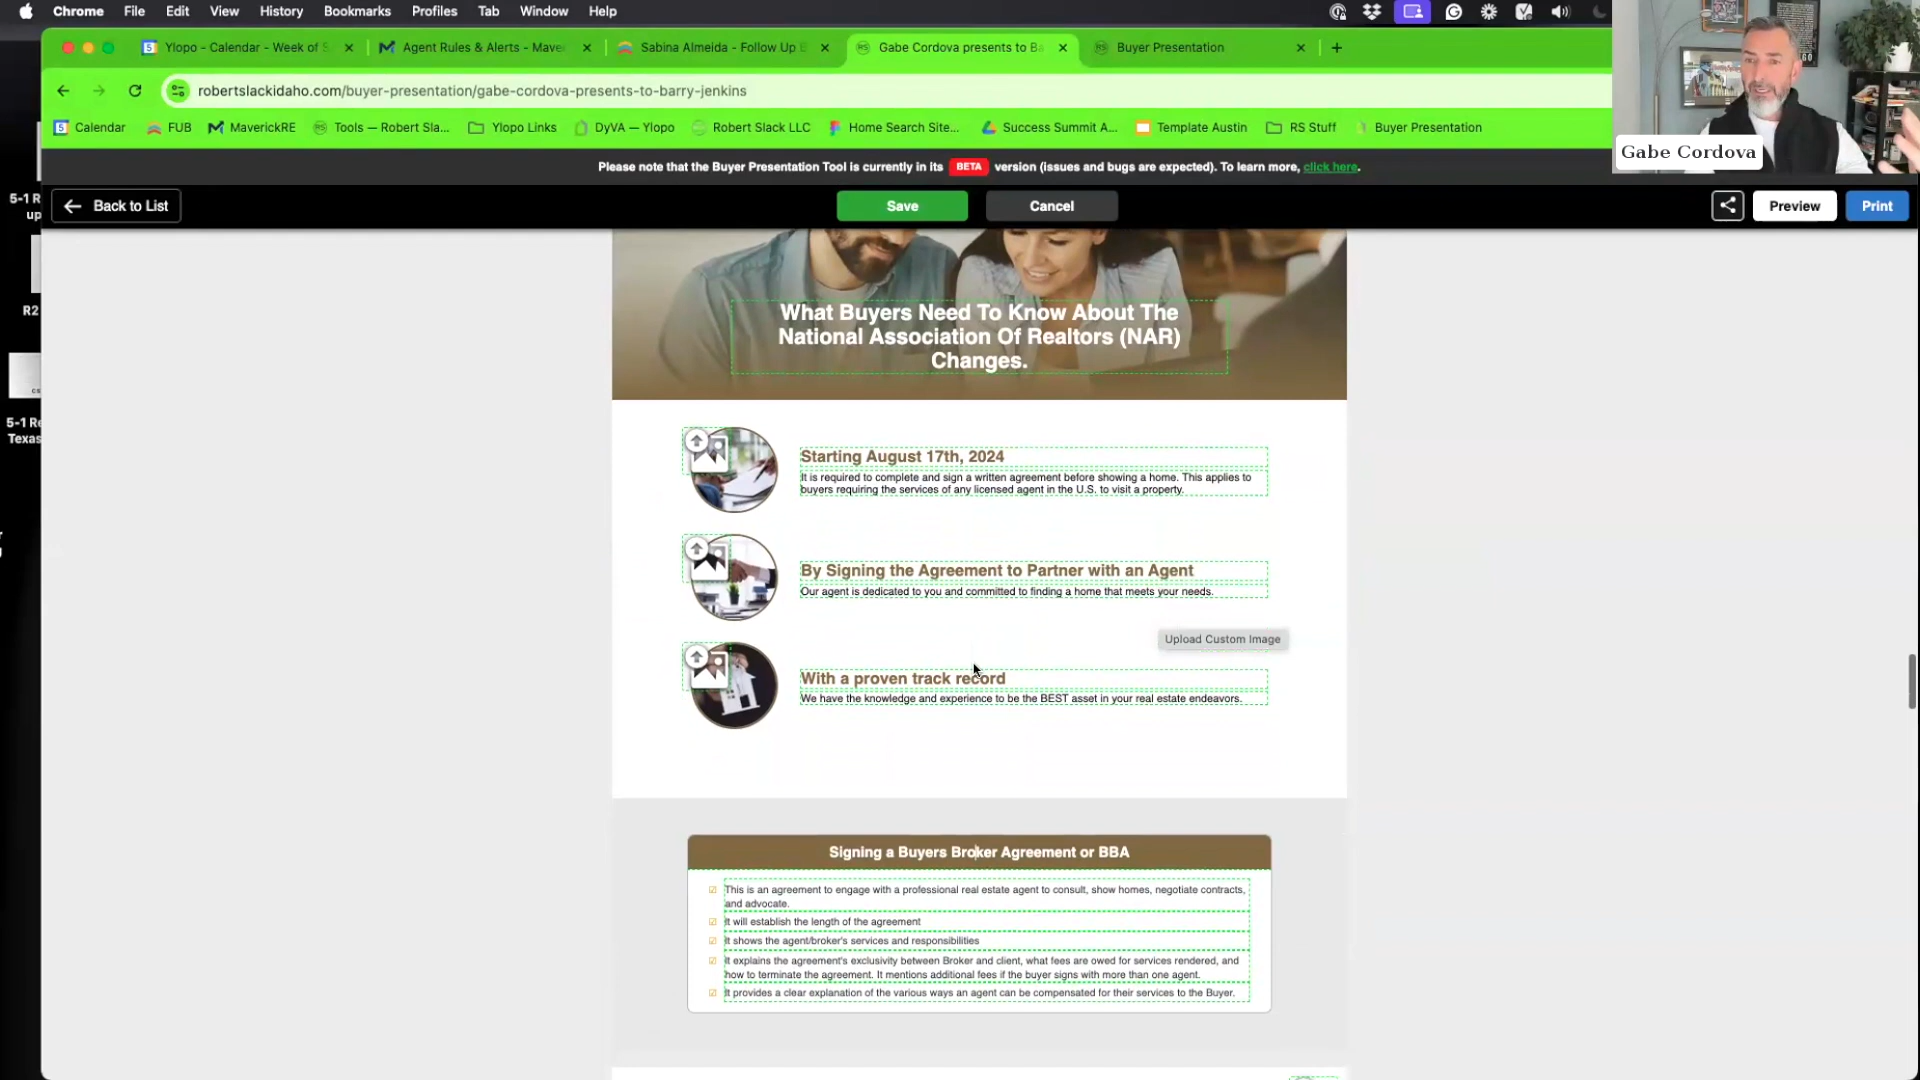 Chrome File Edit View History Bookmarks Profiles Tab Window Help
Ylopo - Calendar - Week of S
Agent Rules & Alerts - Mave
Sabina Almeida - Follow Up B
Gabe Cordova presents to Ba
Buyer Presentation
robertslackidaho.com/buyer-presentation/gabe-cordova-presents-to-barry-jenkins
Calendar FUB MaverickRE Tools — Robert Sla... Ylopo Links DyVA — Ylopo Robert Slack LLC Home Search Site... Success Summit A... Template Austin RS Stuff Buyer Presentation
Gabe Cordova
Please note that the Buyer Presentation Tool is currently in its BETA version (issues and bugs are expected). To learn more, click here.
Back to List Save Cancel Preview Print
5-1 R
up
R2
5-1 Re
Texas
What Buyers Need To Know About The
National Association Of Realtors (NAR)
Changes.
Starting August 17th, 2024
It is required to complete and sign a written agreement before showing a home. This applies to
buyers requiring the services of any licensed agent in the U.S. to visit a property.
By Signing the Agreement to Partner with an Agent
Our agent is dedicated to you and committed to finding a home that meets your needs.
Upload Custom Image
With a proven track record
We have the knowledge and experience to be the BEST asset in your real estate endeavors.
Signing a Buyers Broker Agreement or BBA
This is an agreement to engage with a professional real estate agent to consult, show homes, negotiate contracts,
and advocate.
It will establish the length of the agreement
It shows the agent/broker's services and responsibilities
It explains the agreement's exclusivity between Broker and client, what fees are owed for services rendered, and
how to terminate the agreement. It mentions additional fees if the buyer signs with more than one agent.
It provides a clear explanation of the various ways an agent can be compensated for their services to the Buyer.